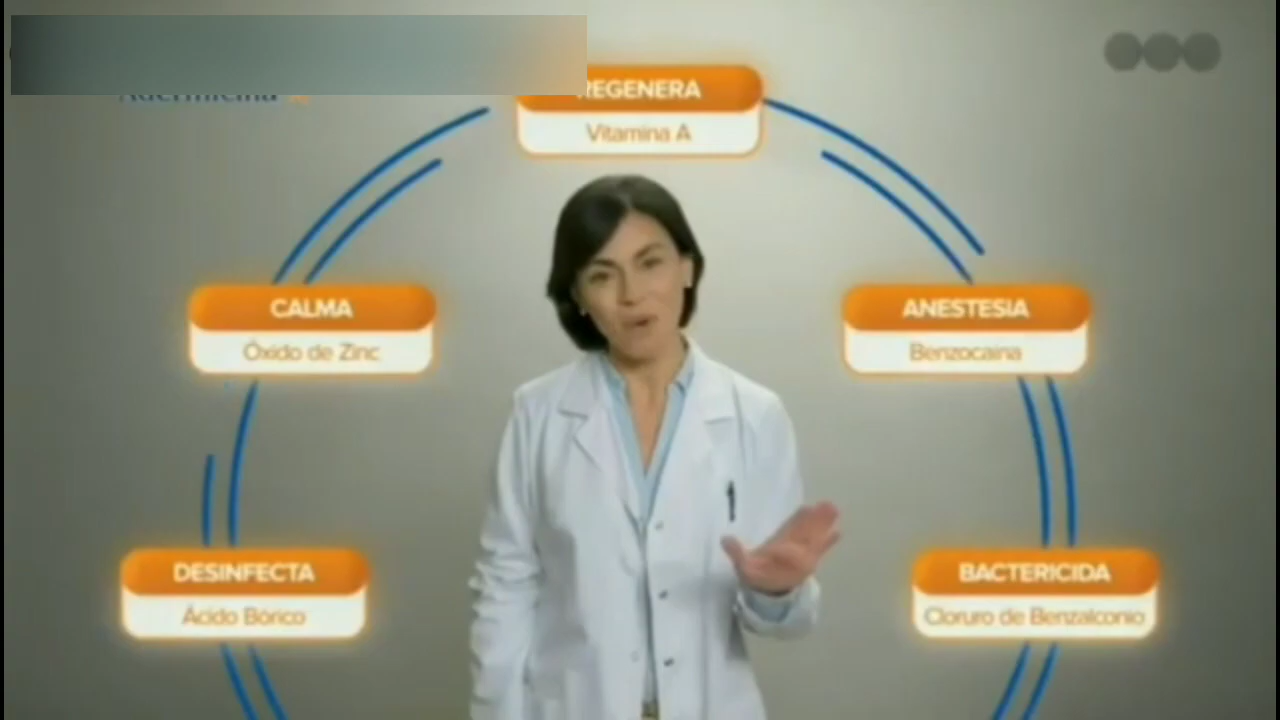 REGENERA
Vitamina A
CALMA
Óxido de Zinc
ANESTESIA
Benzocaína
DESINFECTA
Ácido Bórico
BACTERICIDA
Cloruro de Benzalconio